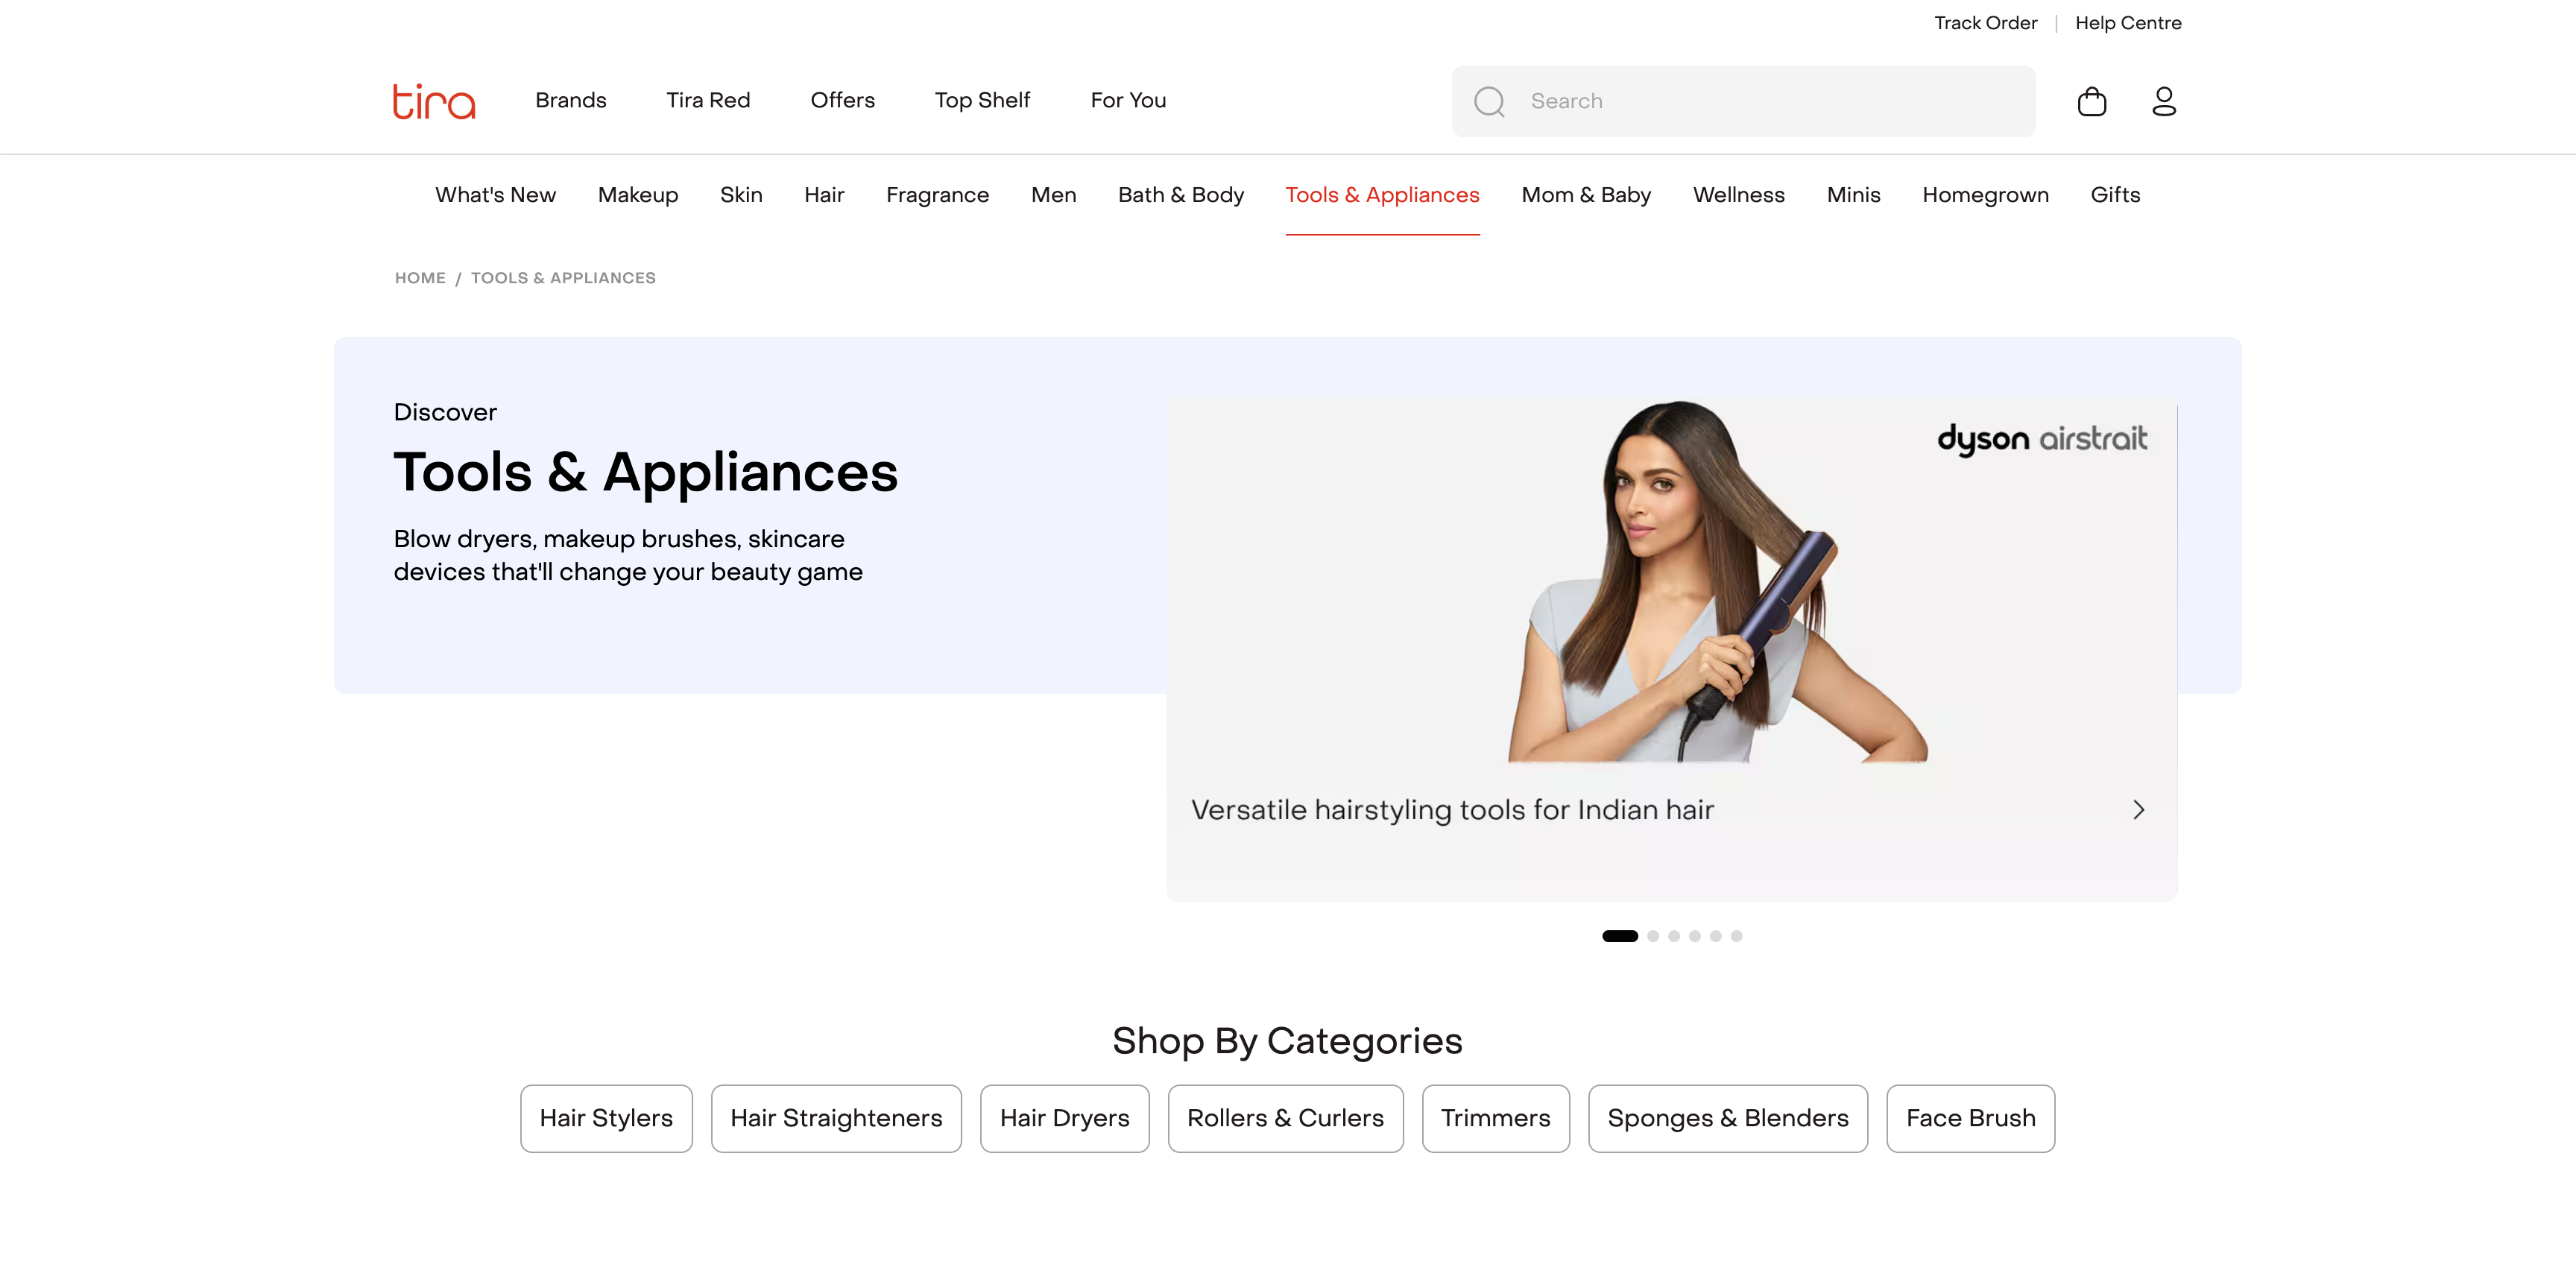 Track Order | Help Centre
tira Brands Tira Red Offers Top Shelf For You Search
What's New Makeup Skin Hair Fragrance Men Bath & Body Tools & Appliances Mom & Baby Wellness Minis Homegrown Gifts
HOME / TOOLS & APPLIANCES
Discover
Tools & Appliances
Blow dryers, makeup brushes, skincare
devices that'll change your beauty game
dyson airstrait
Versatile hairstyling tools for Indian hair
Shop By Categories
Hair Stylers Hair Straighteners Hair Dryers Rollers & Curlers Trimmers Sponges & Blenders Face Brush